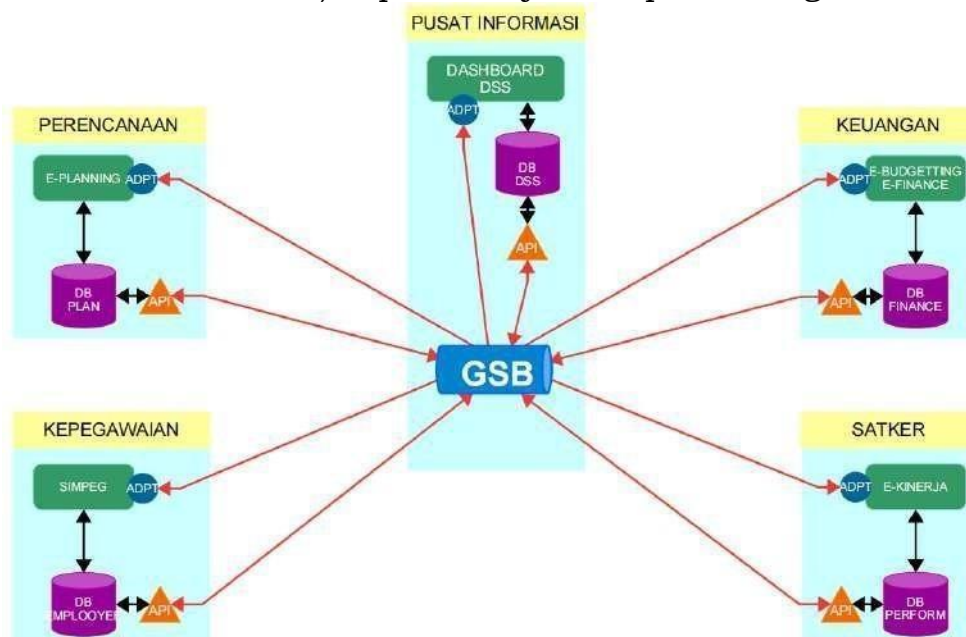 PUSAT INFORMASI
DASHBOARD
DSS
ADPT
DB
DSS
API
PERENCANAAN
E-PLANNING
ADPT
DB
PLAN
API
KEUANGAN
ADPT
E-BUDGETTING
E-FINANCE
API
DB
FINANCE
GSB
KEPEGAWAIAN
SIMPEG
ADPT
DB
EMPLOOYER
API
SATKER
ADPT
E-KINERJA
API
DB
PERFORM